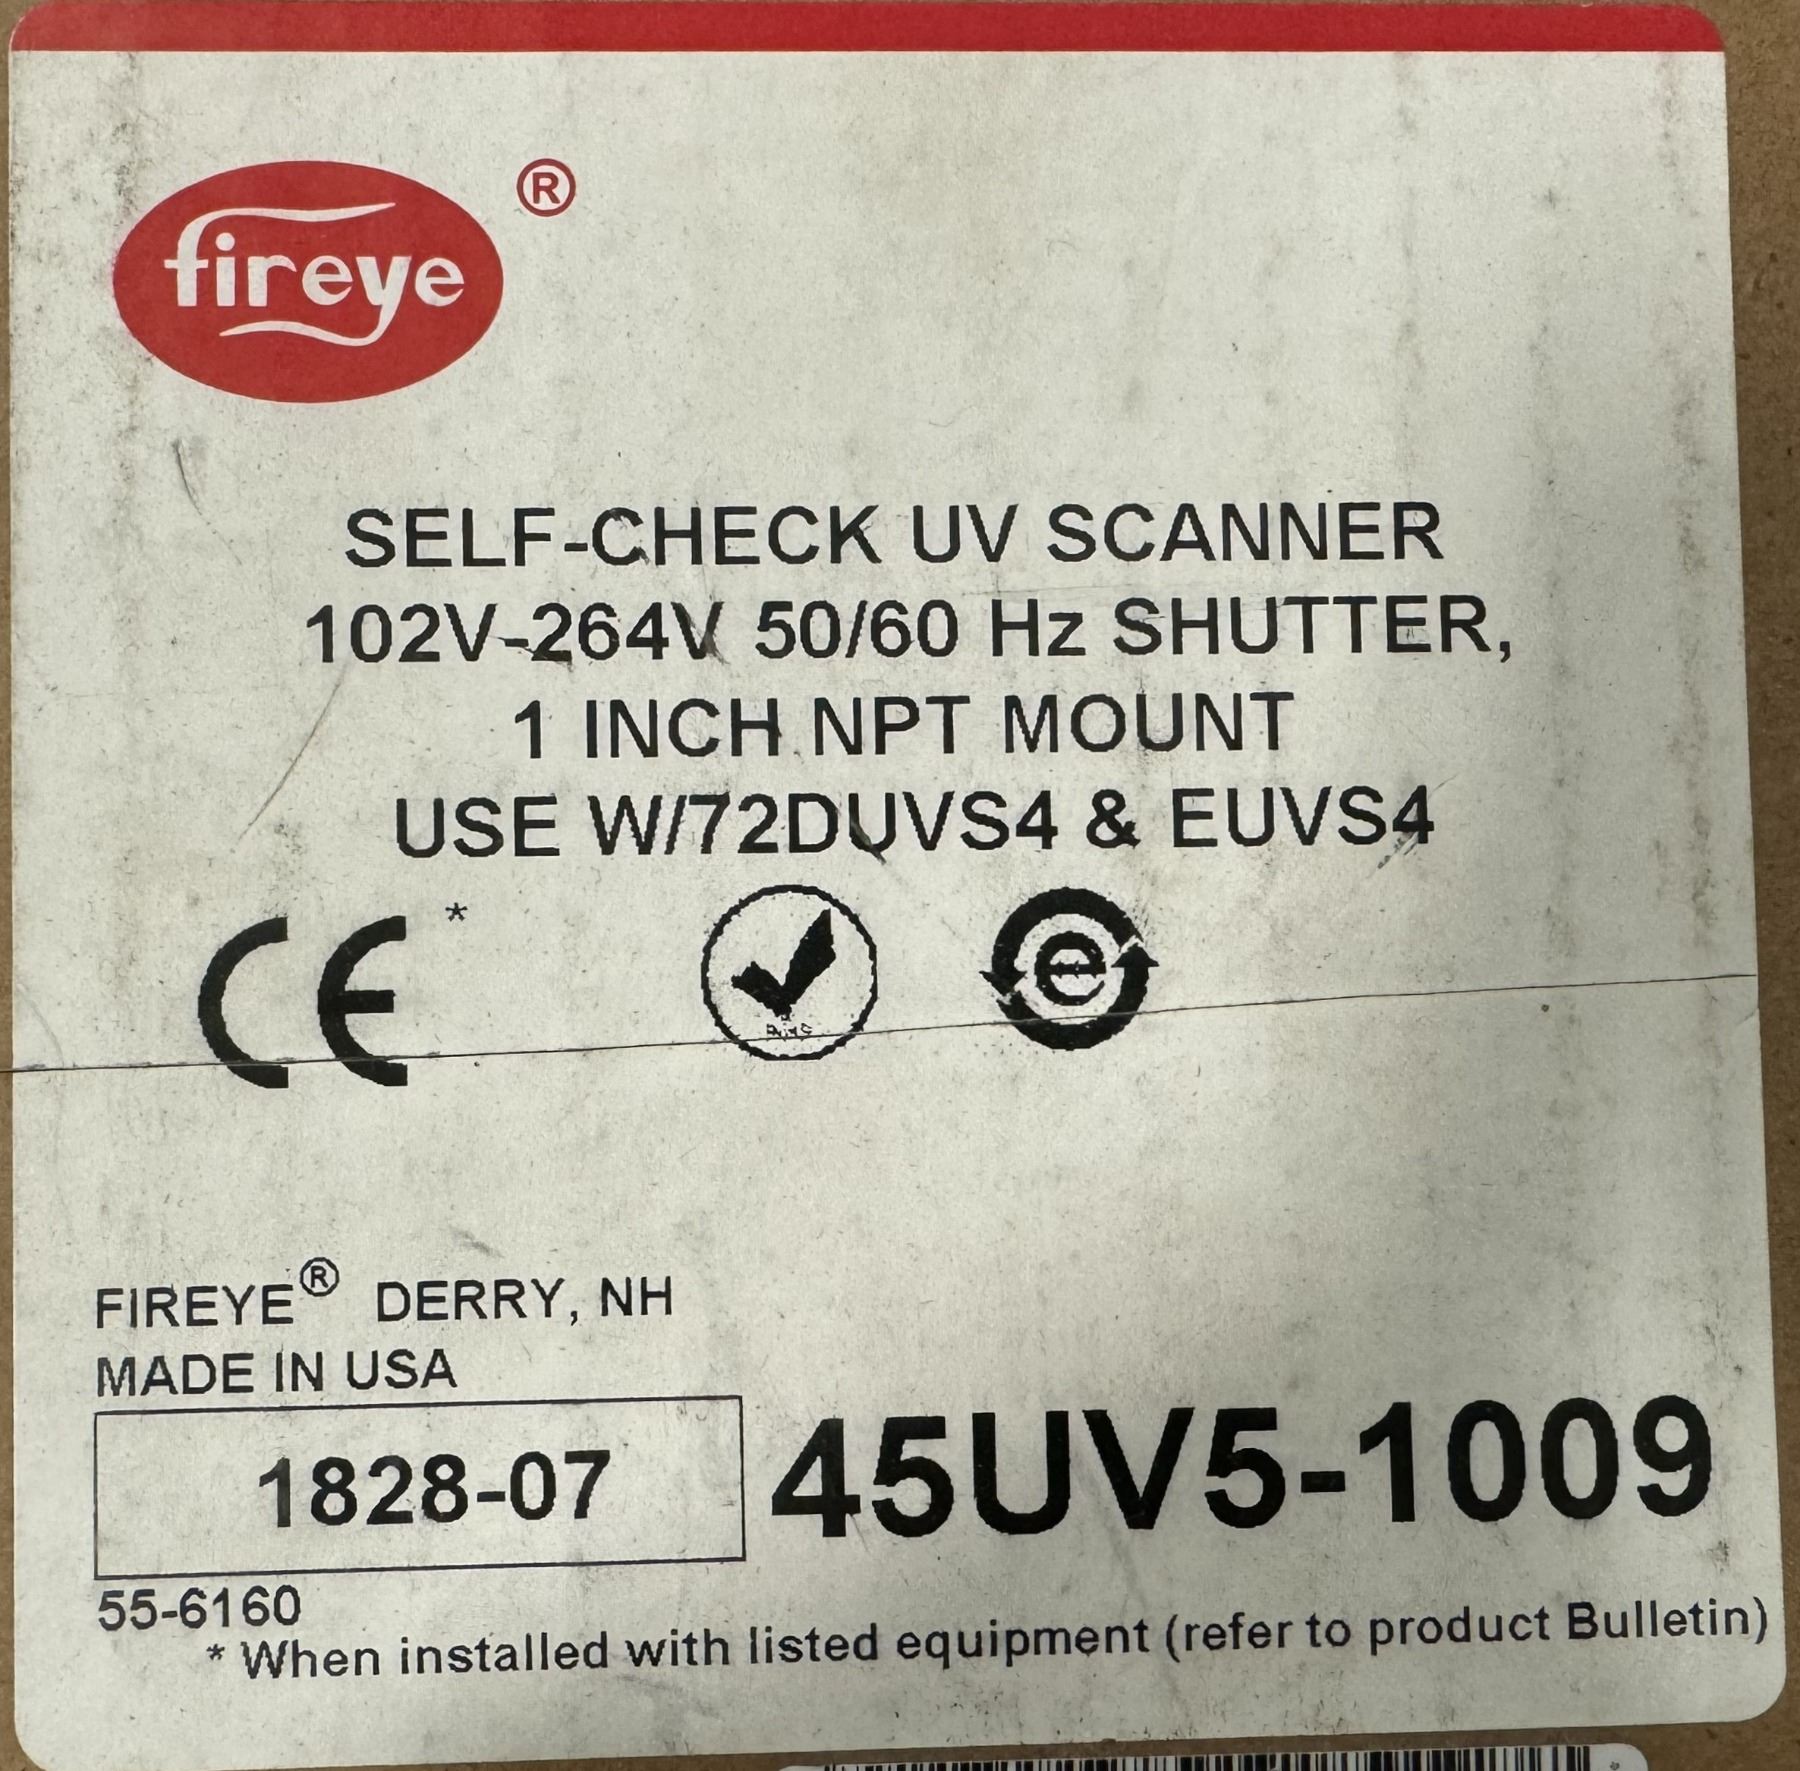 fireye®
SELF-CHECK UV SCANNER
102V-264V 50/60 Hz SHUTTER,
1 INCH NPT MOUNT
USE W/72DUVS4 & EUVS4
CE*
RoHS
e
FIREYE® DERRY, NH
MADE IN USA
1828-07
45UV5-1009
55-6160
* When installed with listed equipment (refer to product Bulletin)